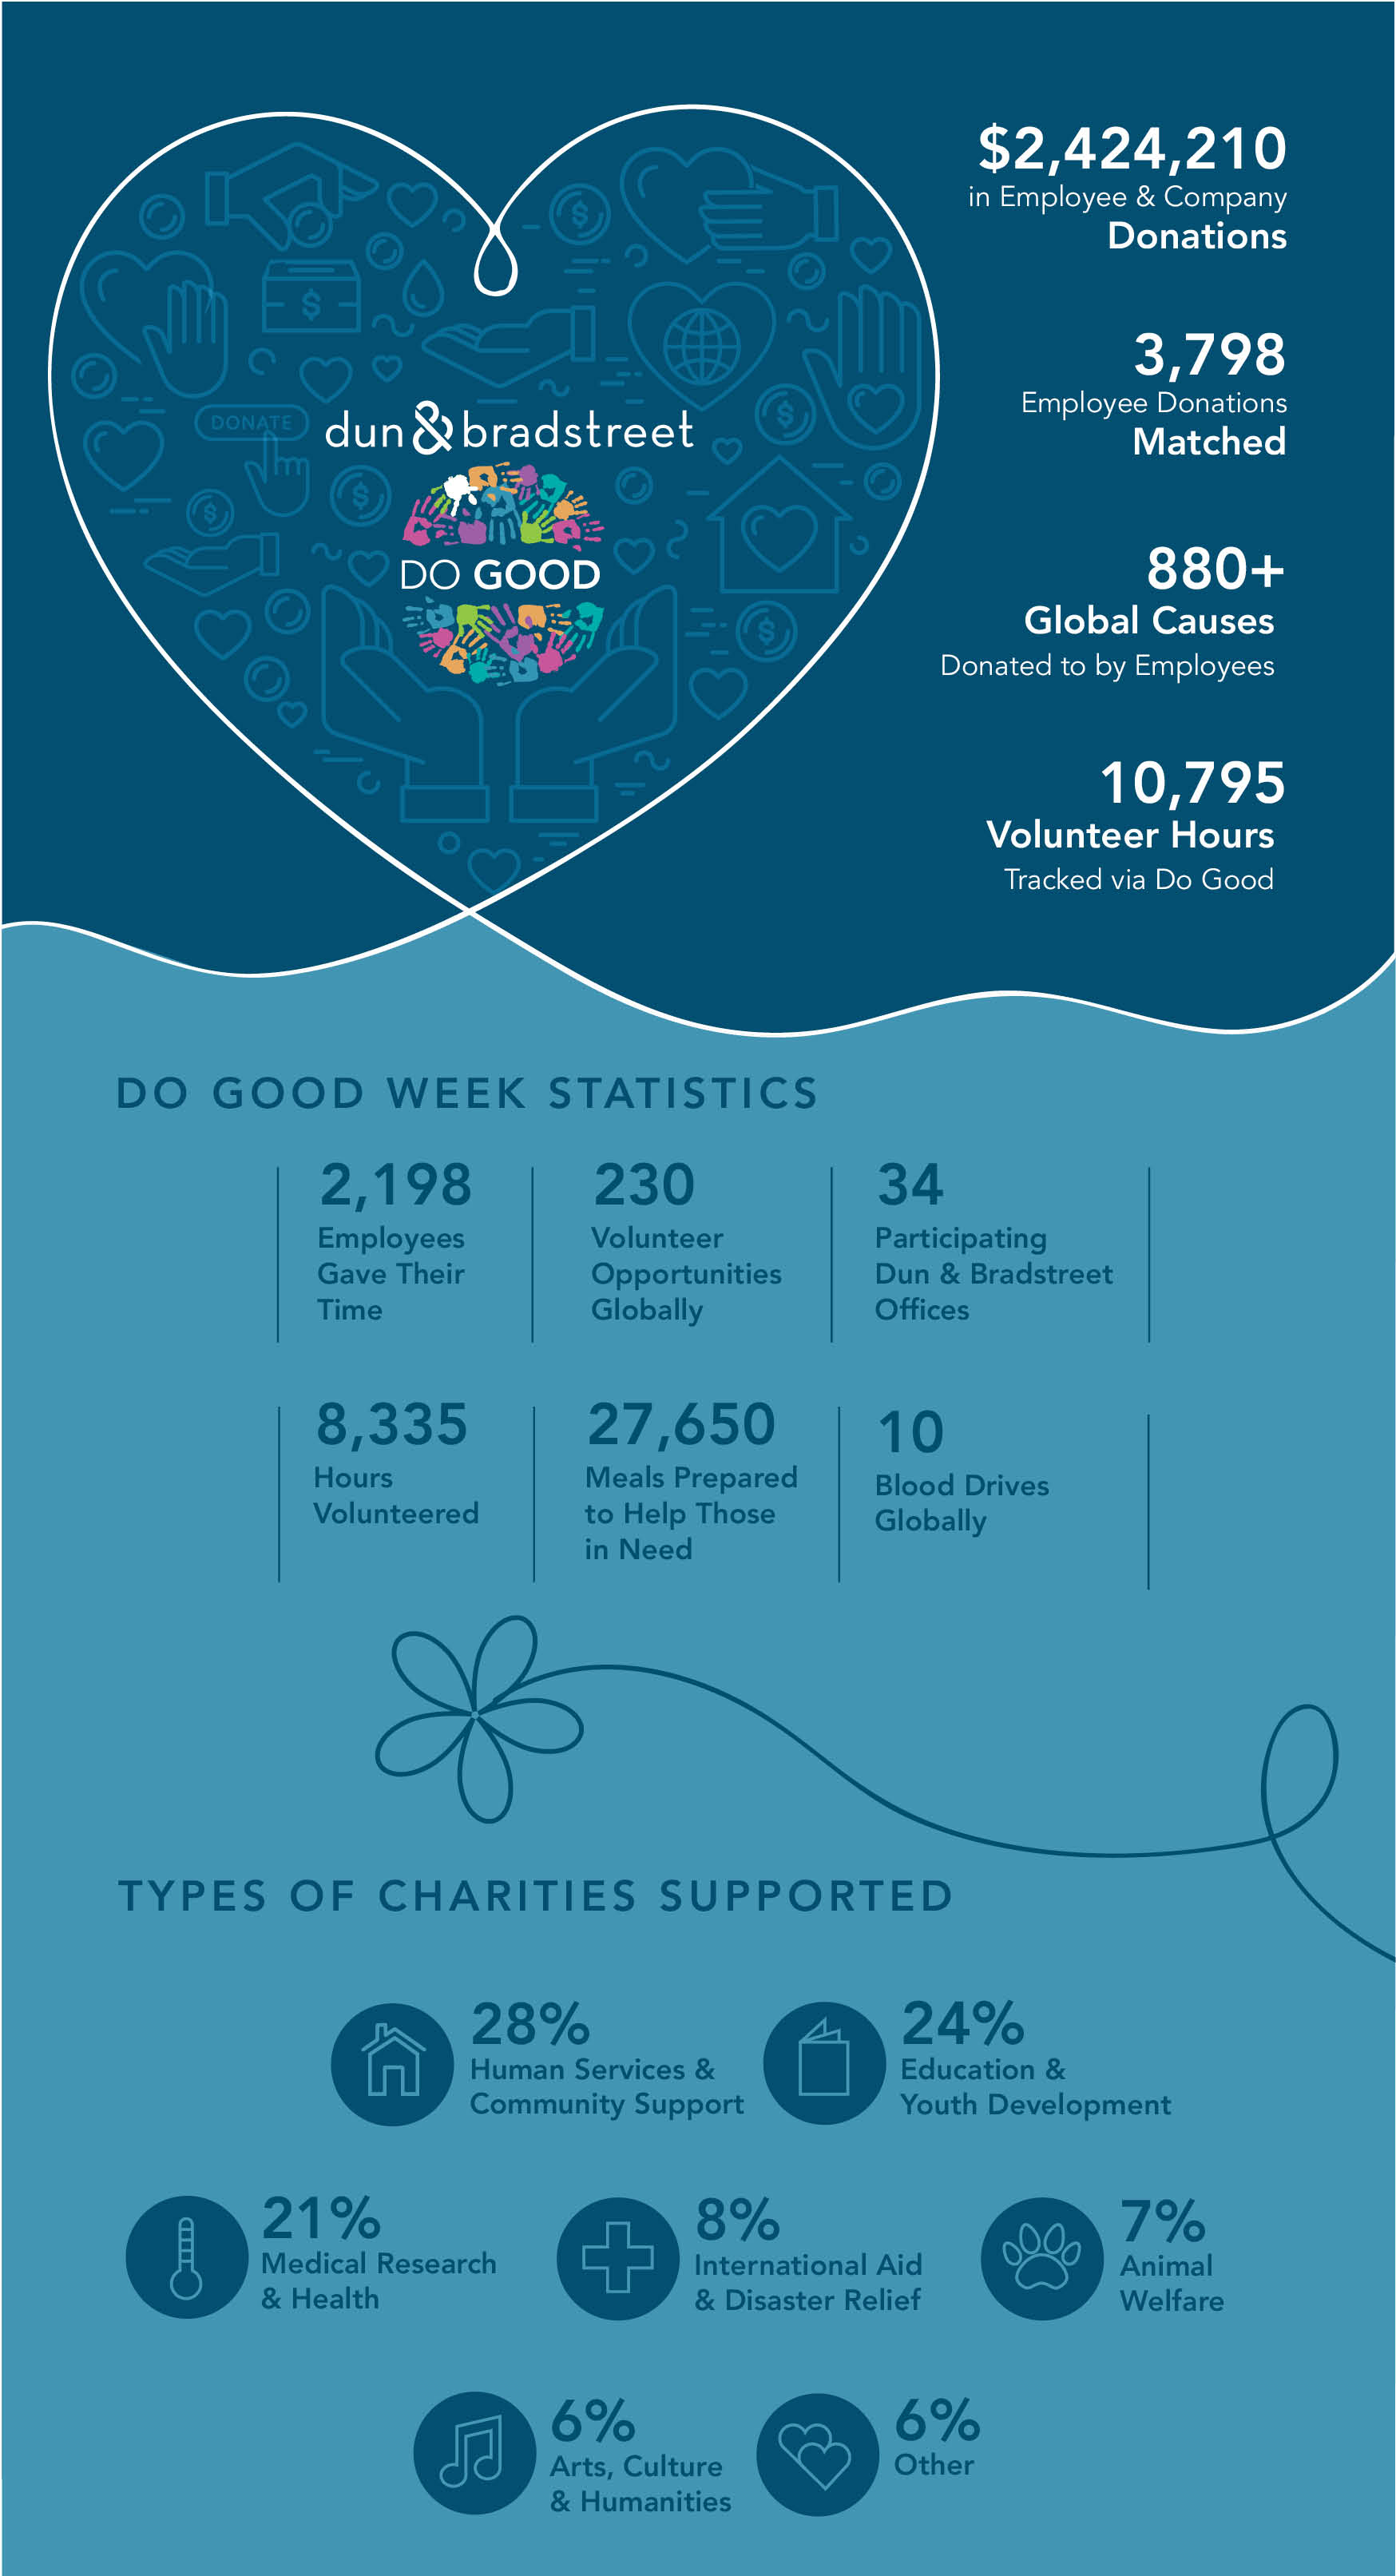 $2,424,210
in Employee & Company
Donations
3,798
Employee Donations
Matched
880+
Global Causes
Donated to by Employees
10,795
Volunteer Hours
Tracked via Do Good
$
$
$
DONATE
dun & bradstreet
$
$
$
DO GOOD
$
DO GOOD WEEK STATISTICS
2,198
Employees
Gave Their
Time
230
Volunteer
Opportunities
Globally
34
Participating
Dun & Bradstreet
Offices
8,335
Hours
Volunteered
27,650
Meals Prepared
to Help Those
in Need
10
Blood Drives
Globally
TYPES OF CHARITIES SUPPORTED
28%
Human Services &
Community Support
24%
Education &
Youth Development
21%
Medical Research
& Health
8%
International Aid
& Disaster Relief
7%
Animal
Welfare
6%
Arts, Culture
& Humanities
6%
Other